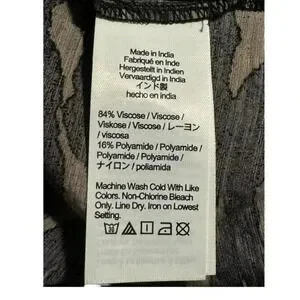 Made in India
Fabriqué en Inde
Hergestellt in Indien
Vervaardigd in Indien
インド製
hecho en india
84% Viscose / Viscose /
Viskose / Viscose / レーヨン
/ viscosa
16% Polyamide / Polyamide /
Polyamide / Polyamide /
ナイロン / poliamida
Machine Wash Cold With Like
Colors. Non-Chlorine Bleach
Only. Line Dry. Iron on Lowest
Setting.